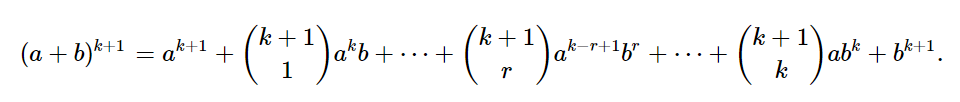 $(a+b)^{k+1} = a^{k+1} + \binom{k+1}{1}a^{k}b + \cdots + \binom{k+1}{r}a^{k-r+1}b^{r} + \cdots + \binom{k+1}{k}ab^{k} + b^{k+1}.$